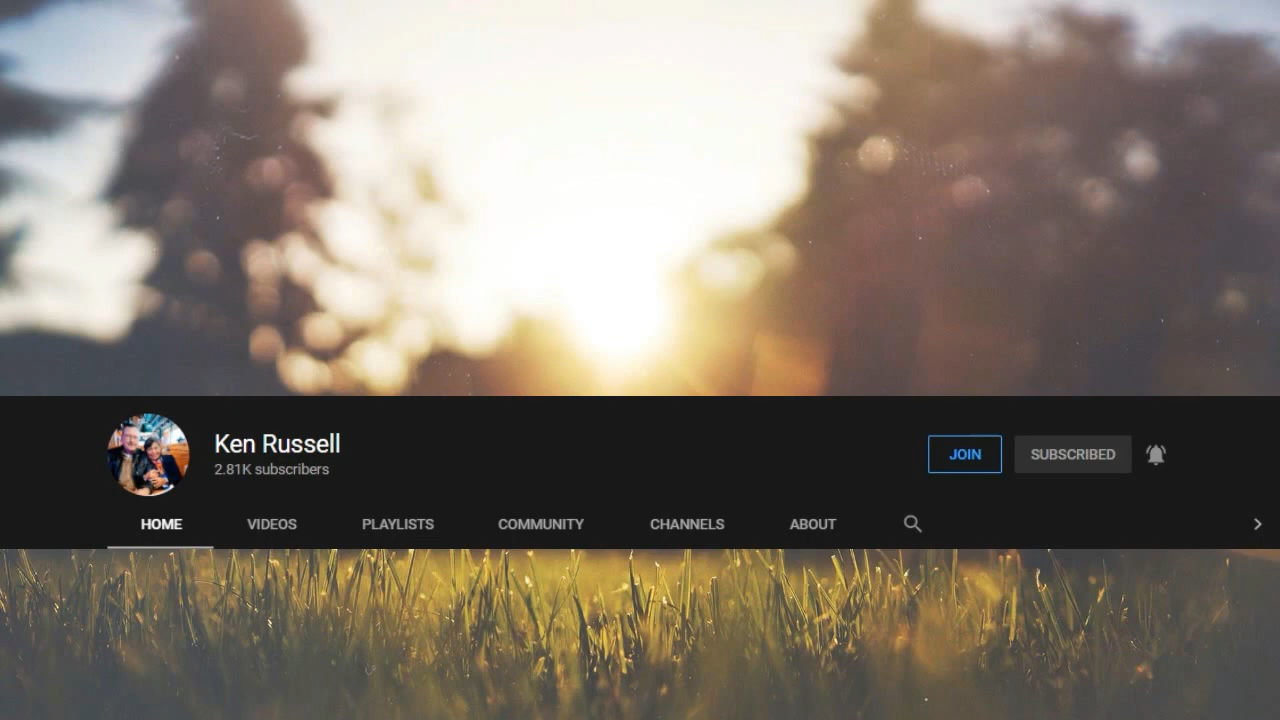 Ken Russell
2.81K subscribers
JOIN
SUBSCRIBED
HOME VIDEOS PLAYLISTS COMMUNITY CHANNELS ABOUT